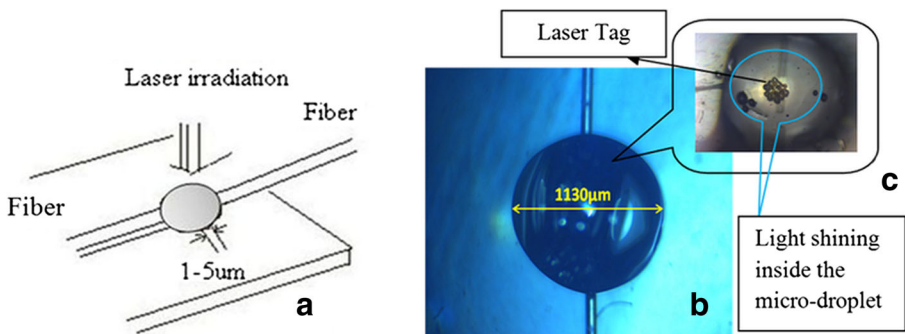 Laser irradiation
Fiber
Fiber
1-5um
a
1130μm
b
Laser Tag
c
Light shining
inside the
micro-droplet